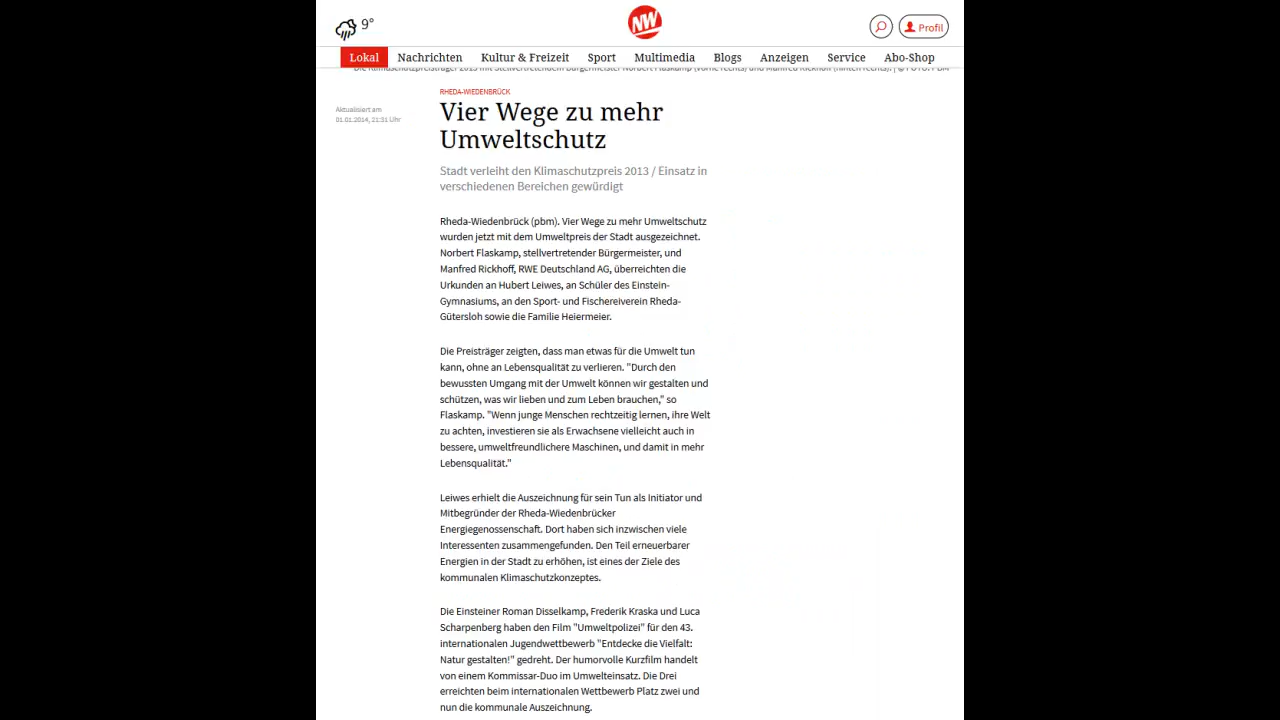 9°
NW
Profil
Lokal Nachrichten Kultur & Freizeit Sport Multimedia Blogs Anzeigen Service Abo-Shop
RHEDA-WIEDENBRÜCK
Aktualisiert am
01.01.2014, 21:31 Uhr
Vier Wege zu mehr
Umweltschutz
Stadt verleiht den Klimaschutzpreis 2013 / Einsatz in
verschiedenen Bereichen gewürdigt
Rheda-Wiedenbrück (pbm). Vier Wege zu mehr Umweltschutz
wurden jetzt mit dem Umweltpreis der Stadt ausgezeichnet.
Norbert Flaskamp, stellvertretender Bürgermeister, und
Manfred Rickhoff, RWE Deutschland AG, überreichten die
Urkunden an Hubert Leiwes, an Schüler des Einstein-
Gymnasiums, an den Sport- und Fischereiverein Rheda-
Gütersloh sowie die Familie Heiermeier.
Die Preisträger zeigten, dass man etwas für die Umwelt tun
kann, ohne an Lebensqualität zu verlieren. "Durch den
bewussten Umgang mit der Umwelt können wir gestalten und
schützen, was wir lieben und zum Leben brauchen," so
Flaskamp. "Wenn junge Menschen rechtzeitig lernen, ihre Welt
zu achten, investieren sie als Erwachsene vielleicht auch in
bessere, umweltfreundlichere Maschinen, und damit in mehr
Lebensqualität."
Leiwes erhielt die Auszeichnung für sein Tun als Initiator und
Mitbegründer der Rheda-Wiedenbrücker
Energiegenossenschaft. Dort haben sich inzwischen viele
Interessenten zusammengefunden. Den Teil erneuerbarer
Energien in der Stadt zu erhöhen, ist eines der Ziele des
kommunalen Klimaschutzkonzeptes.
Die Einsteiner Roman Disselkamp, Frederik Kraska und Luca
Scharpenberg haben den Film "Umweltpolizei" für den 43.
internationalen Jugendwettbewerb "Entdecke die Vielfalt:
Natur gestalten!" gedreht. Der humorvolle Kurzfilm handelt
von einem Kommissar-Duo im Umwelteinsatz. Die Drei
erreichten beim internationalen Wettbewerb Platz zwei und
nun die kommunale Auszeichnung.